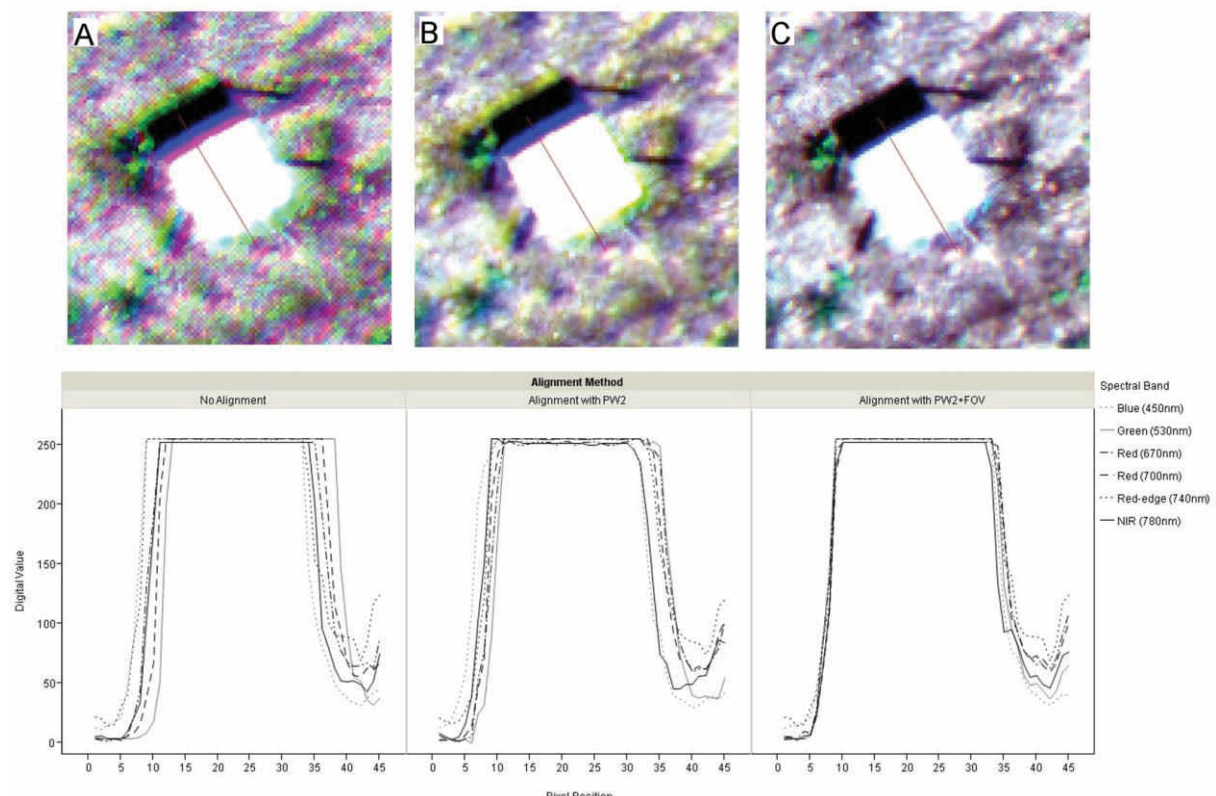 A
B
C
Alignment Method
No Alignment
Alignment with PW2
Alignment with PW2+FOV
Spectral Band
Blue (450nm)
Green (530nm)
Red (670nm)
Red (700nm)
Red-edge (740nm)
NIR (780nm)
Digital Value
250
200
150
100
50
0
0 5 10 15 20 25 30 35 40 45
0 5 10 15 20 25 30 35 40 45
0 5 10 15 20 25 30 35 40 45
Pixel Position